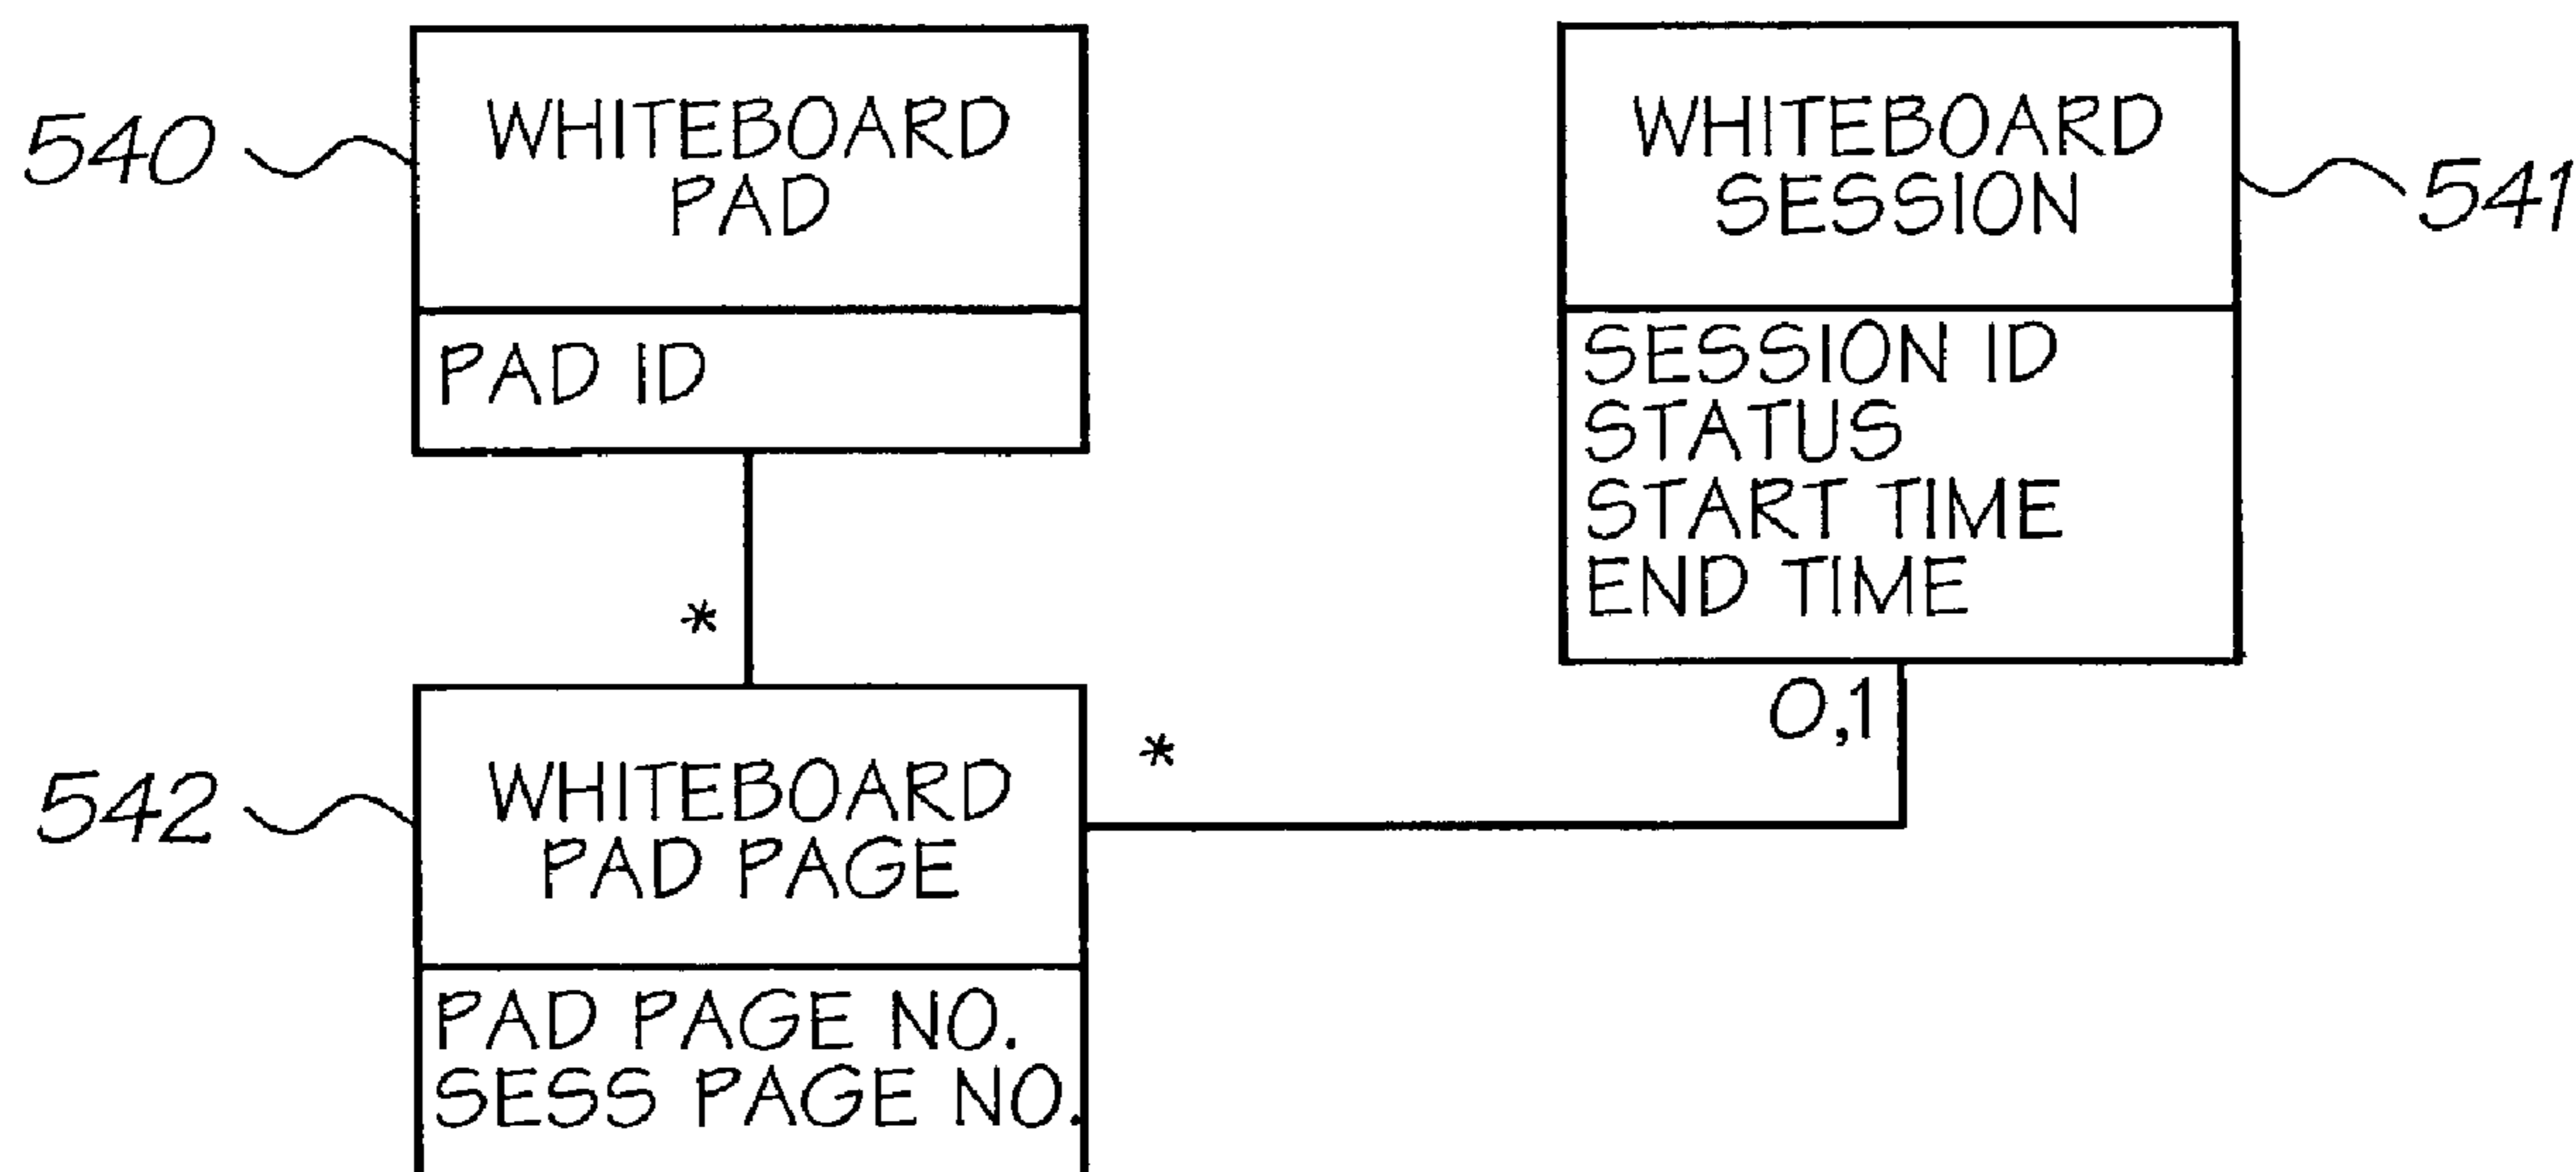 540
WHITEBOARD
PAD
PAD ID
WHITEBOARD
SESSION
541
SESSION ID
STATUS
START TIME
END TIME
*
0,1
*
542
WHITEBOARD
PAD PAGE
PAD PAGE NO.
SESS PAGE NO.